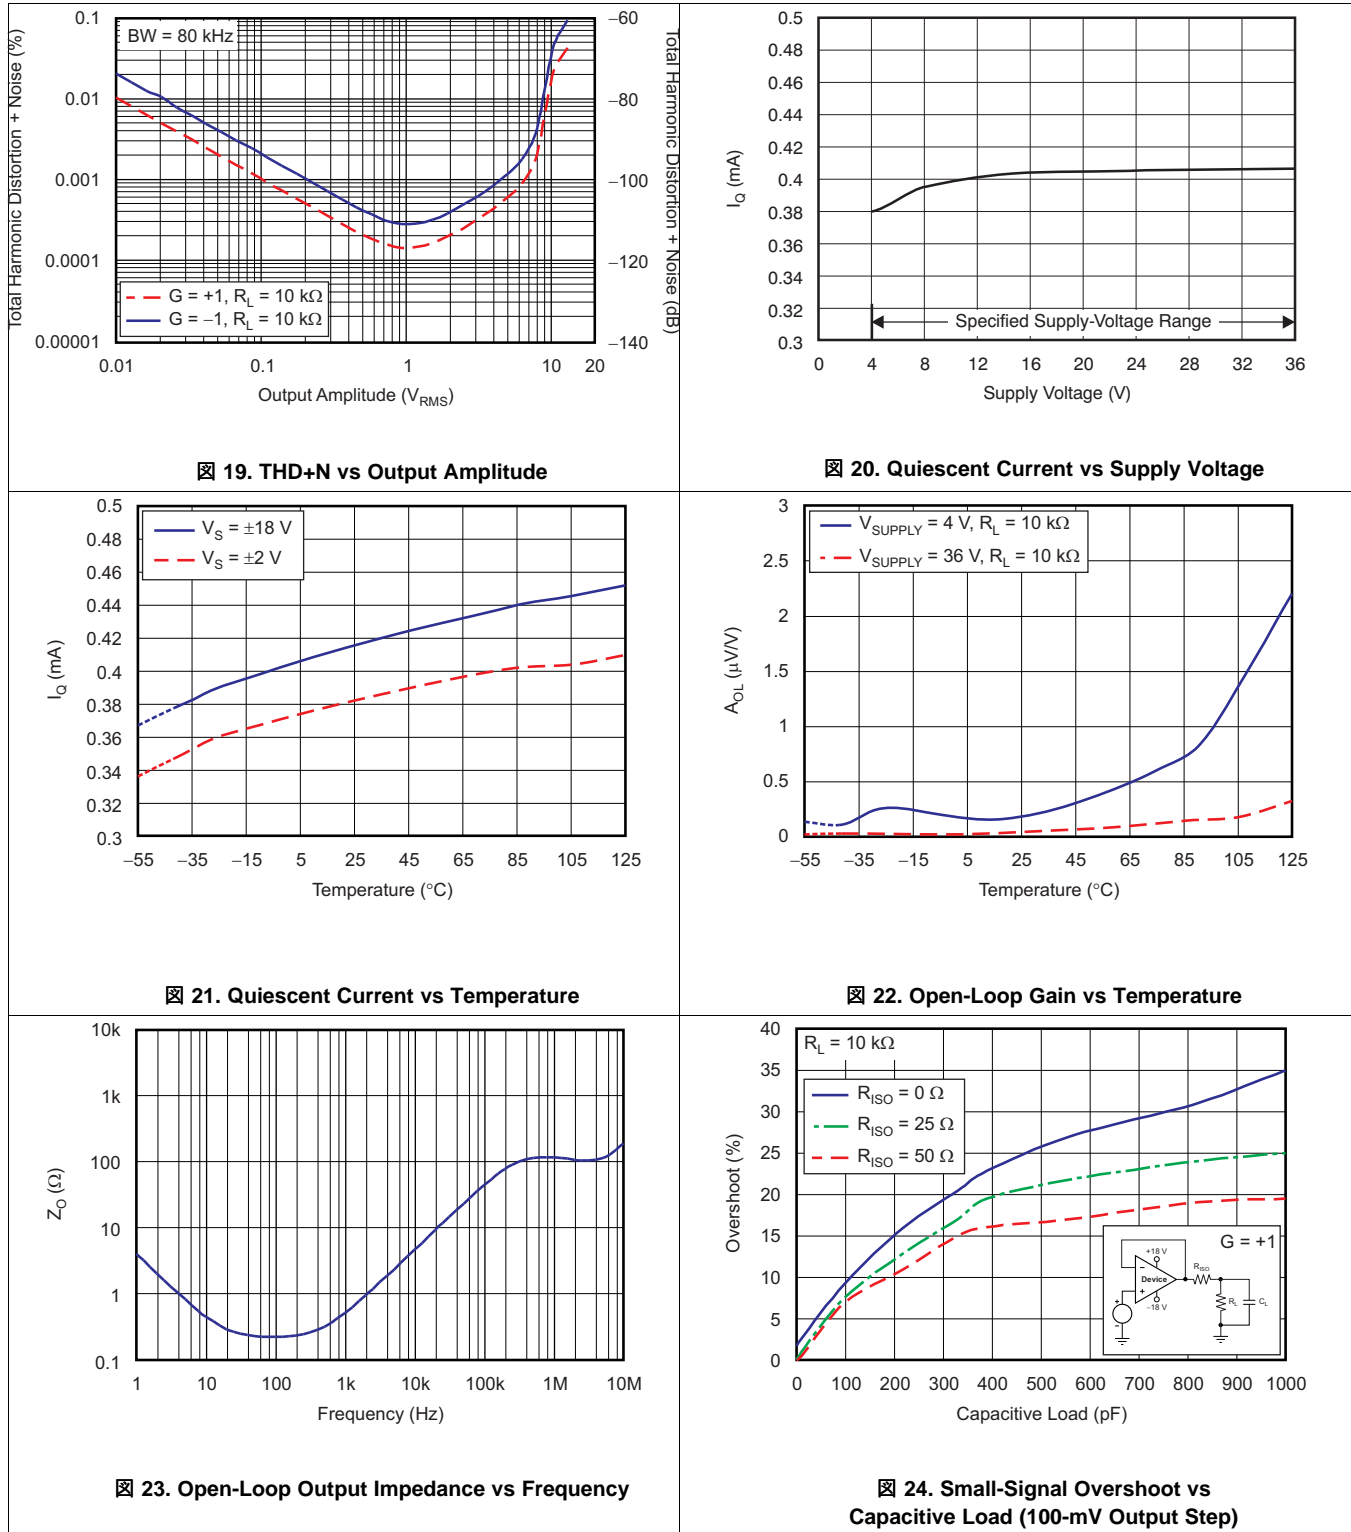 Total Harmonic Distortion + Noise (%)
0.1
0.01
0.001
0.0001
0.00001
BW = 80 kHz
G = +1, RL = 10 kΩ
G = −1, RL = 10 kΩ
−60
−80
−100
−120
−140
Total Harmonic Distortion + Noise (dB)
0.01 0.1 1 10 20
Output Amplitude (VRMS)
図 19. THD+N vs Output Amplitude
IQ (mA)
0.5
0.48
0.46
0.44
0.42
0.4
0.38
0.36
0.34
0.32
0.3
Specified Supply-Voltage Range
0 4 8 12 16 20 24 28 32 36
Supply Voltage (V)
図 20. Quiescent Current vs Supply Voltage
IQ (mA)
0.5
0.48
0.46
0.44
0.42
0.4
0.38
0.36
0.34
0.32
0.3
VS = ±18 V
VS = ±2 V
−55 −35 −15 5 25 45 65 85 105 125
Temperature (°C)
図 21. Quiescent Current vs Temperature
AOL (μV/V)
3
2.5
2
1.5
1
0.5
0
VSUPPLY = 4 V, RL = 10 kΩ
VSUPPLY = 36 V, RL = 10 kΩ
−55 −35 −15 5 25 45 65 85 105 125
Temperature (°C)
図 22. Open-Loop Gain vs Temperature
ZO (Ω)
10k
1k
100
10
1
0.1
1 10 100 1k 10k 100k 1M 10M
Frequency (Hz)
図 23. Open-Loop Output Impedance vs Frequency
Overshoot (%)
40
35
30
25
20
15
10
5
0
RL = 10 kΩ
RISO = 0 Ω
RISO = 25 Ω
RISO = 50 Ω
G = +1
+18 V
RISO
−
Device
+
−18 V
+
−
RL
CL
0 100 200 300 400 500 600 700 800 900 1000
Capacitive Load (pF)
図 24. Small-Signal Overshoot vs
Capacitive Load (100-mV Output Step)